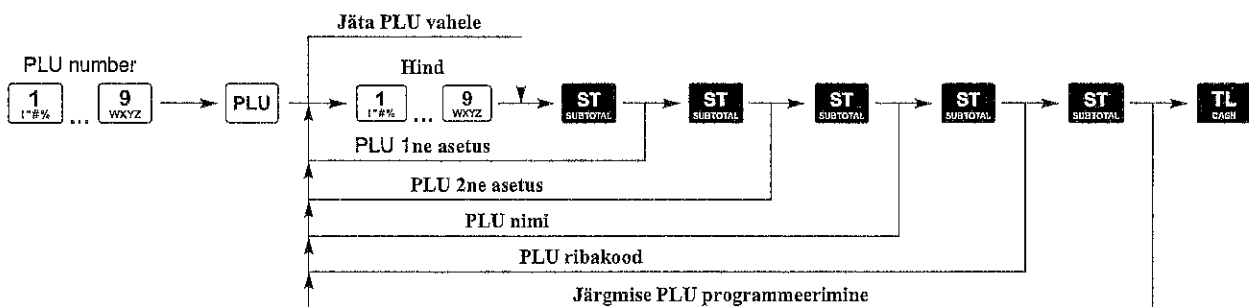 Jäta PLU vahele
PLU number
Hind
1 !"#% ... 9 WXYZ
PLU
1 !"#% ... 9 WXYZ
ST SUBTOTAL
ST SUBTOTAL
ST SUBTOTAL
ST SUBTOTAL
ST SUBTOTAL
TL CASH
PLU 1ne asetus
PLU 2ne asetus
PLU nimi
PLU ribakood
Järgmise PLU programmeerimine